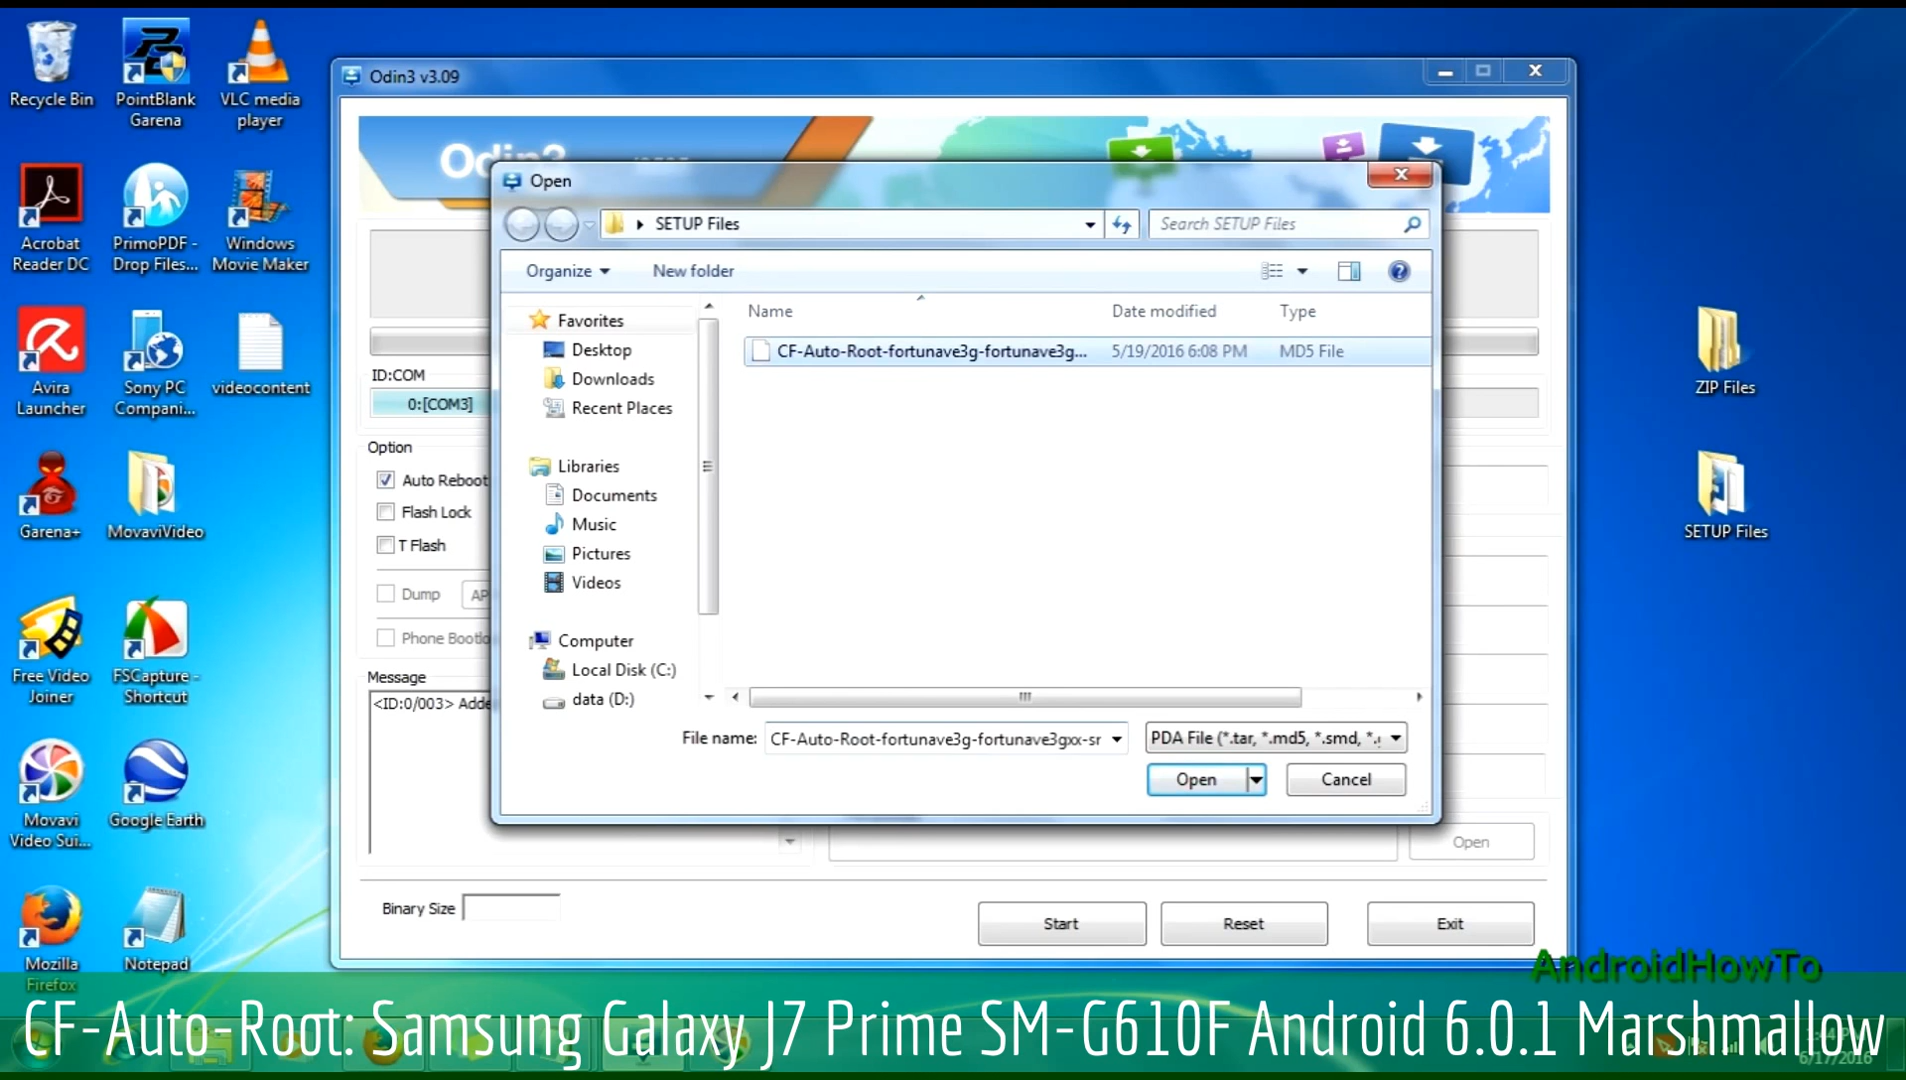 Recycle Bin
PointBlank
Garena
VLC media
player
Acrobat
Reader DC
PrimoPDF -
Drop Files...
Windows
Movie Maker
Avira
Launcher
Sony PC
Compani...
videocontent
Garena+
MovaviVideo
Free Video
Joiner
FSCapture -
Shortcut
Movavi
Video Sui...
Google Earth
Mozilla
Firefox
Notepad
ZIP Files
SETUP Files
Odin3 v3.09
Odin3
ID:COM
0:[COM3]
Option
Auto Reboot
Flash Lock
T Flash
Dump
AP
Phone Bootlo
Message
<ID:0/003> Adde
Binary Size
Open
Start
Reset
Exit
Open
SETUP Files
Search SETUP Files
Organize
New folder
Favorites
Desktop
Downloads
Recent Places
Libraries
Documents
Music
Pictures
Videos
Computer
Local Disk (C:)
data (D:)
Name
Date modified
Type
CF-Auto-Root-fortunave3g-fortunave3g...
5/19/2016 6:08 PM
MD5 File
File name:
CF-Auto-Root-fortunave3g-fortunave3gxx-sr
PDA File (*.tar, *.md5, *.smd, *.g
Open
Cancel
AndroidHowTo
CF-Auto-Root: Samsung Galaxy J7 Prime SM-G610F Android 6.0.1 Marshmallow
6/17/2016